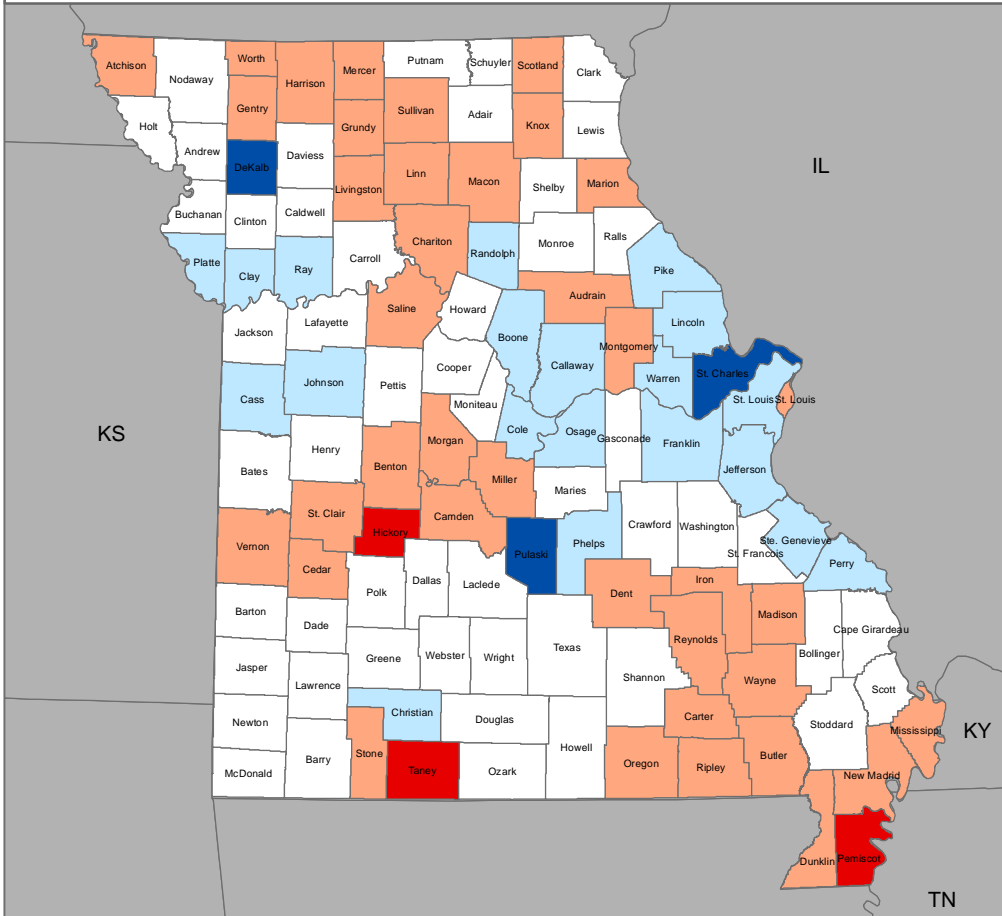 Putnam
Schuyler
Scotland
Clark
Atchison
Nodaway
Worth
Harrison
Mercer
Sullivan
Adair
Knox
Lewis
Gentry
Grundy
Holt
Andrew
DeKalb
Daviess
Livingston
Linn
Macon
Shelby
Marion
IL
Buchanan
Clinton
Caldwell
Chariton
Randolph
Monroe
Ralls
Platte
Clay
Ray
Carroll
Pike
Saline
Howard
Audrain
Lincoln
Jackson
Lafayette
Boone
Callaway
Montgomery
Warren
St. Charles
Cass
Johnson
Pettis
Cooper
Moniteau
St. Louis
St. Louis
KS
Cole
Osage
Gasconade
Franklin
Jefferson
Bates
Henry
Benton
Morgan
Miller
Maries
St. Clair
Hickory
Camden
Pulaski
Phelps
Crawford
Washington
St. Francois
Ste. Genevieve
Perry
Vernon
Cedar
Polk
Dallas
Laclede
Dent
Iron
Madison
Barton
Dade
Reynolds
Bollinger
Cape Girardeau
Jasper
Greene
Webster
Wright
Texas
Shannon
Wayne
Scott
Lawrence
Newton
Christian
Douglas
Howell
Carter
Stoddard
Mississippi
KY
McDonald
Barry
Stone
Taney
Ozark
Oregon
Ripley
Butler
New Madrid
Dunklin
Pemiscot
TN